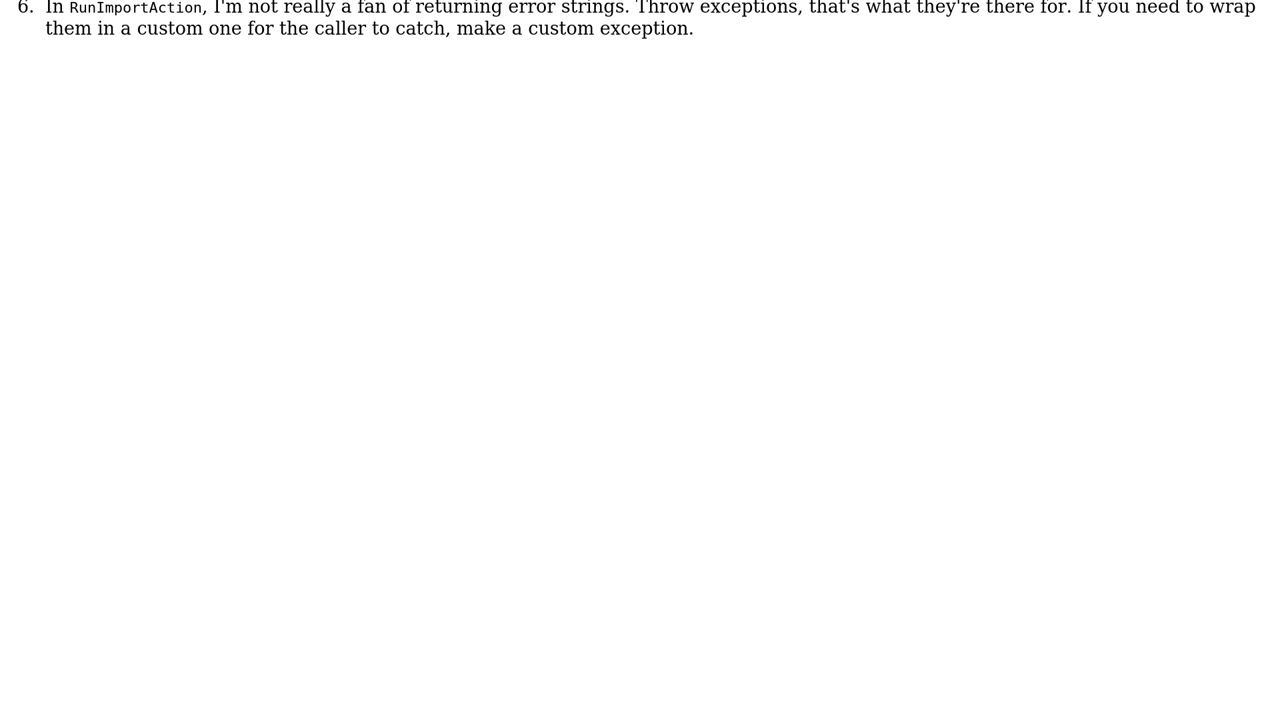 6. In RunImportAction, I'm not really a fan of returning error strings. Throw exceptions, that's what they're there for. If you need to wrap
them in a custom one for the caller to catch, make a custom exception.